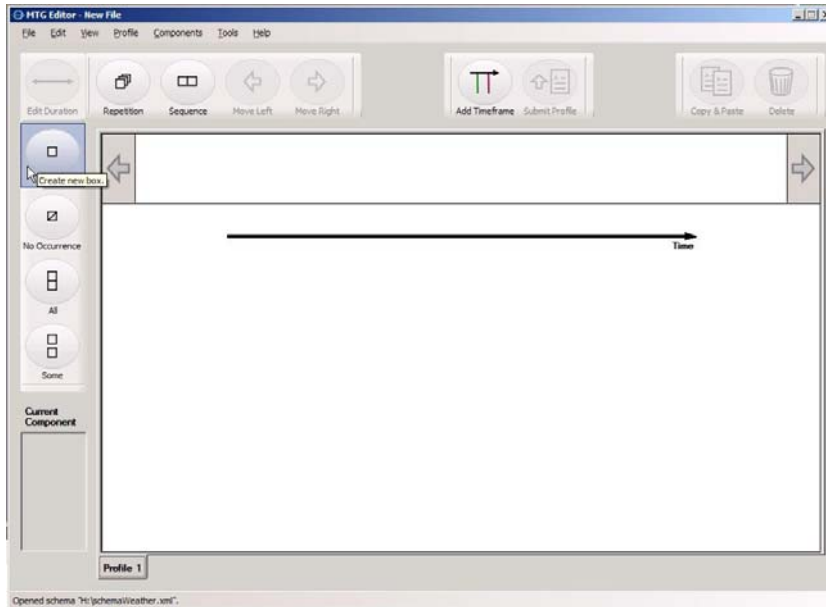 MTG Editor - New File
File Edit View Profile Components Tools Help
Edit Duration Repetition Sequence Move Left Move Right Add Timeframe Submit Profile Copy & Paste Delete
Create new box.
Time
No Occurrence
All
Some
Current
Component
Profile 1
Opened schema "H:\schemaWeather.xml".